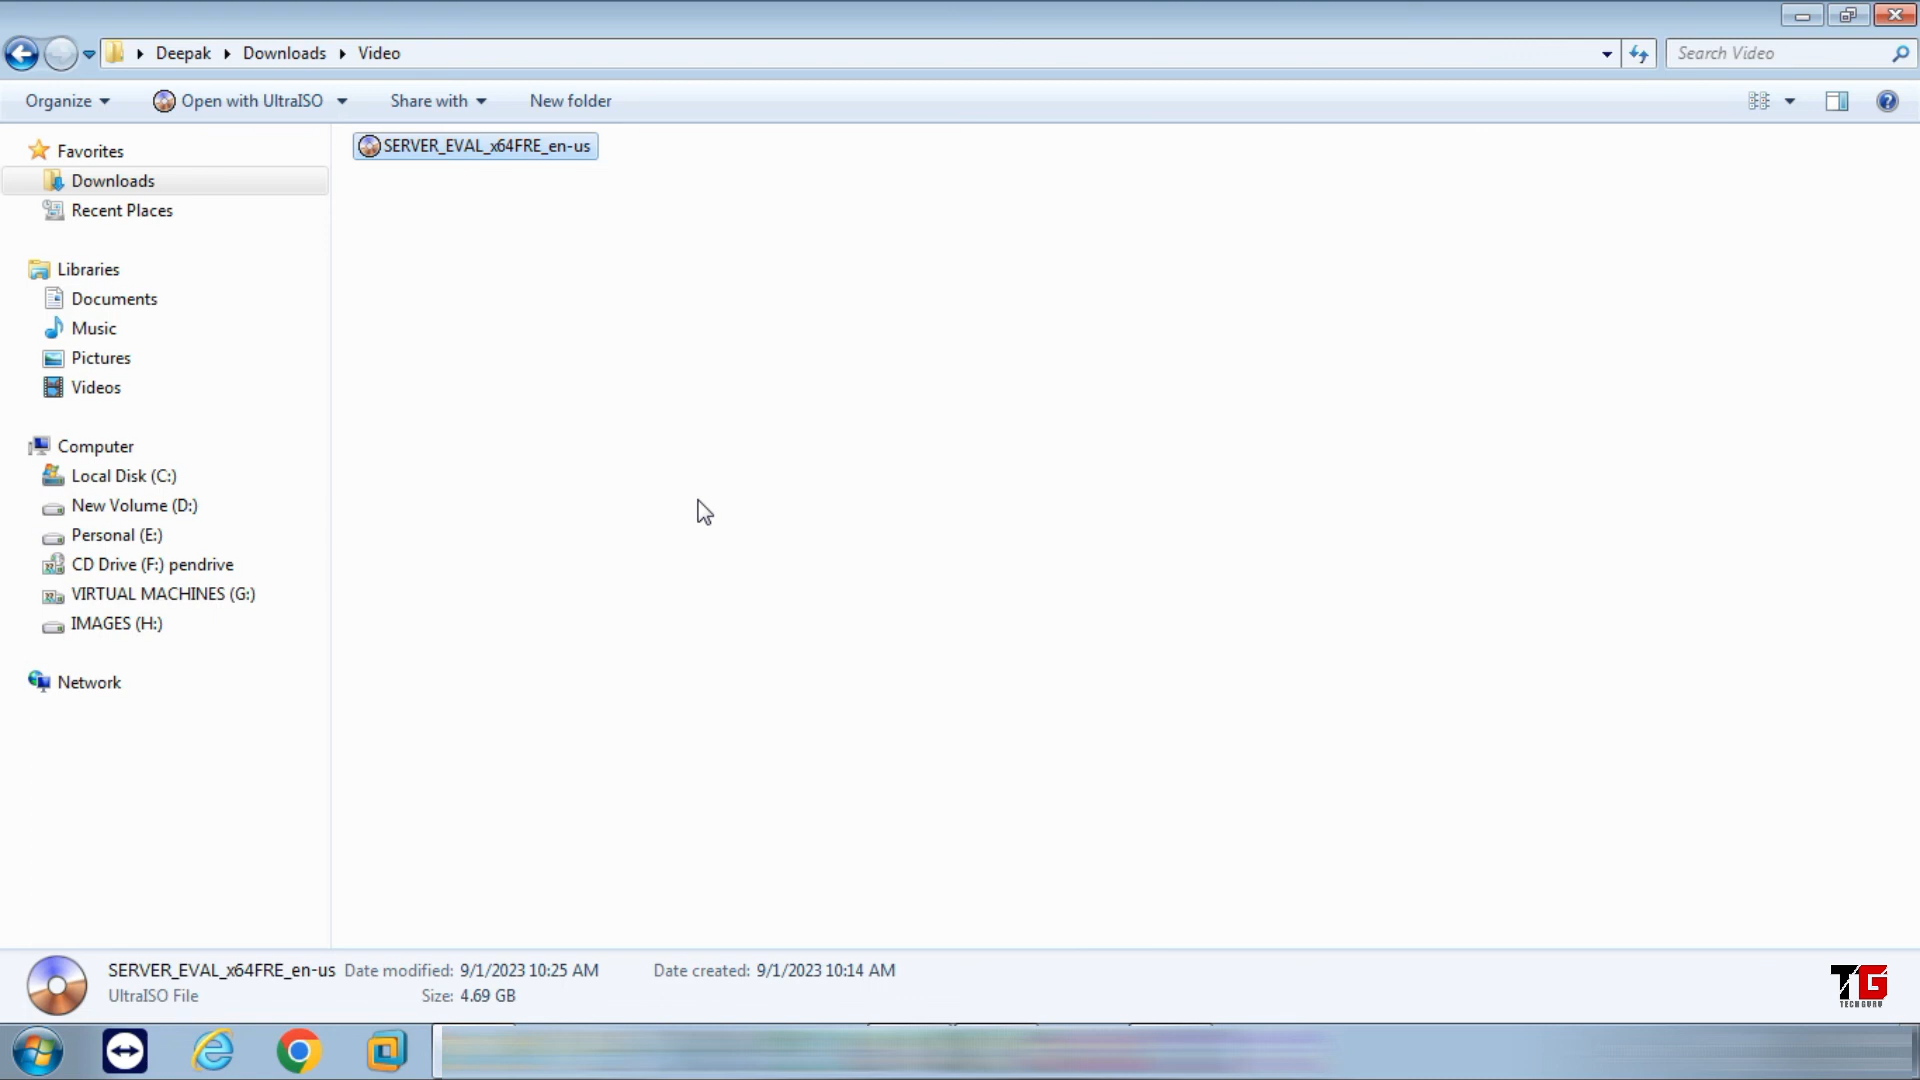 Deepak Downloads Video
Search Video
Organize Open with UltraISO Share with New folder
Favorites
Downloads
Recent Places
Libraries
Documents
Music
Pictures
Videos
Computer
Local Disk (C:)
New Volume (D:)
Personal (E:)
CD Drive (F:) pendrive
VIRTUAL MACHINES (G:)
IMAGES (H:)
Network
SERVER_EVAL_x64FRE_en-us
SERVER_EVAL_x64FRE_en-us Date modified: 9/1/2023 10:25 AM Date created: 9/1/2023 10:14 AM
UltraISO File Size: 4.69 GB
TG
TECH GURU